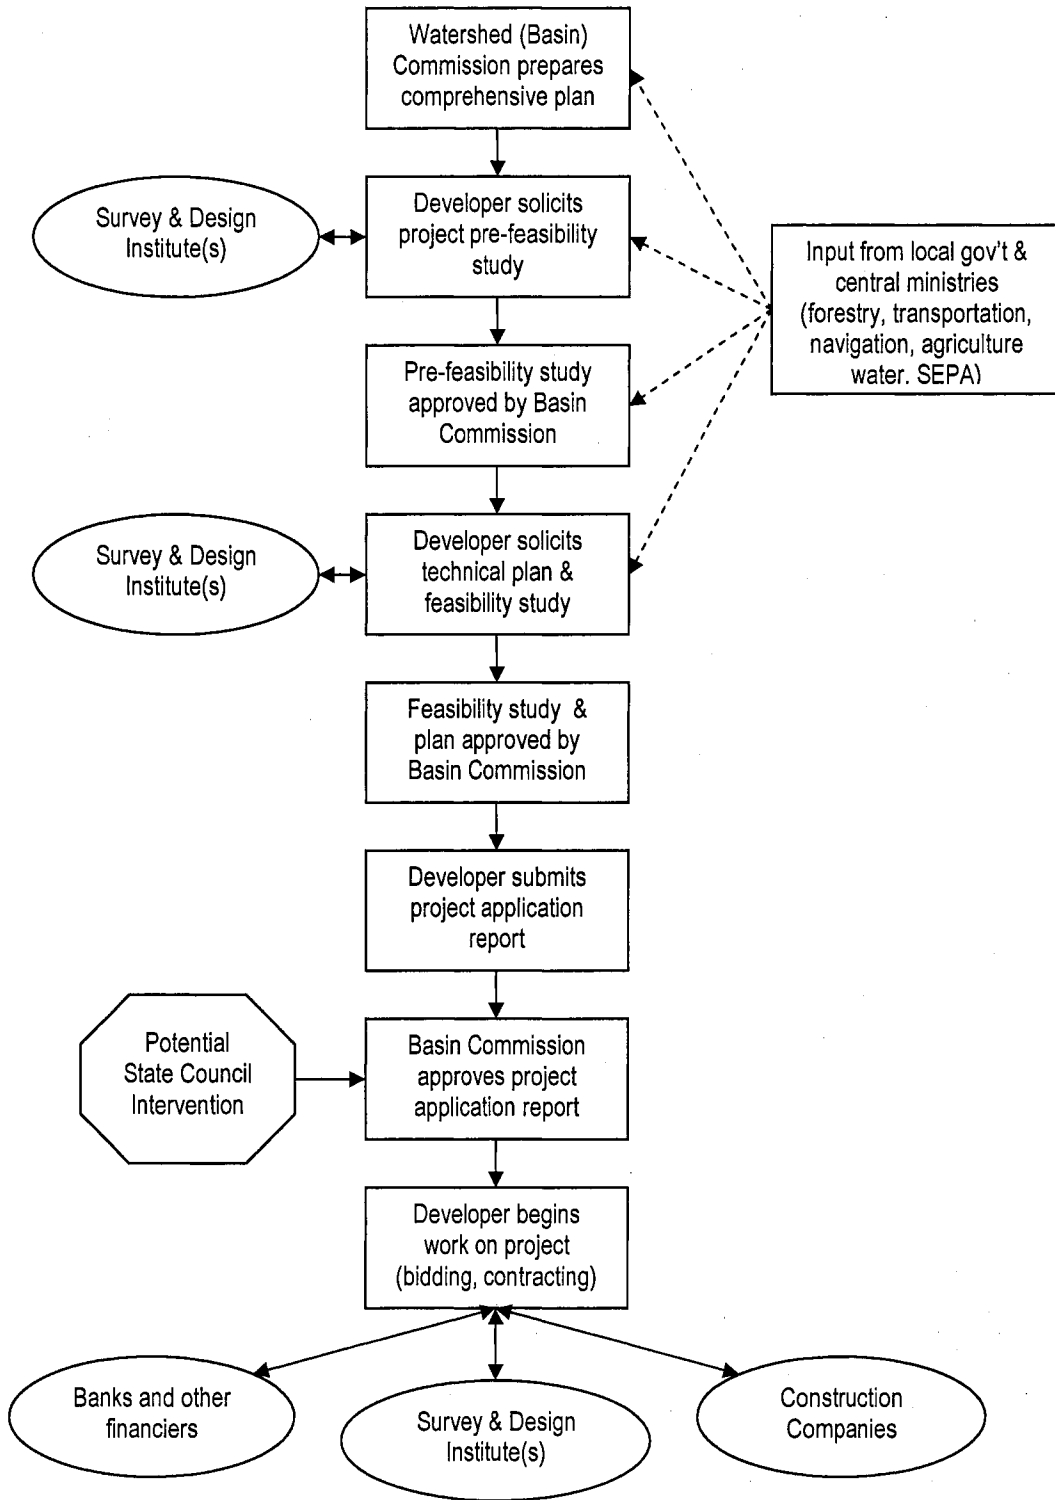 Watershed (Basin)
Commission prepares
comprehensive plan
Survey & Design
Institute(s)
Developer solicits
project pre-feasibility
study
Input from local gov't &
central ministries
(forestry, transportation,
navigation, agriculture
water, SEPA)
Pre-feasibility study
approved by Basin
Commission
Survey & Design
Institute(s)
Developer solicits
technical plan &
feasibility study
Feasibility study &
plan approved by
Basin Commission
Developer submits
project application
report
Potential
State Council
Intervention
Basin Commission
approves project
application report
Developer begins
work on project
(bidding, contracting)
Banks and other
financiers
Survey & Design
Institute(s)
Construction
Companies